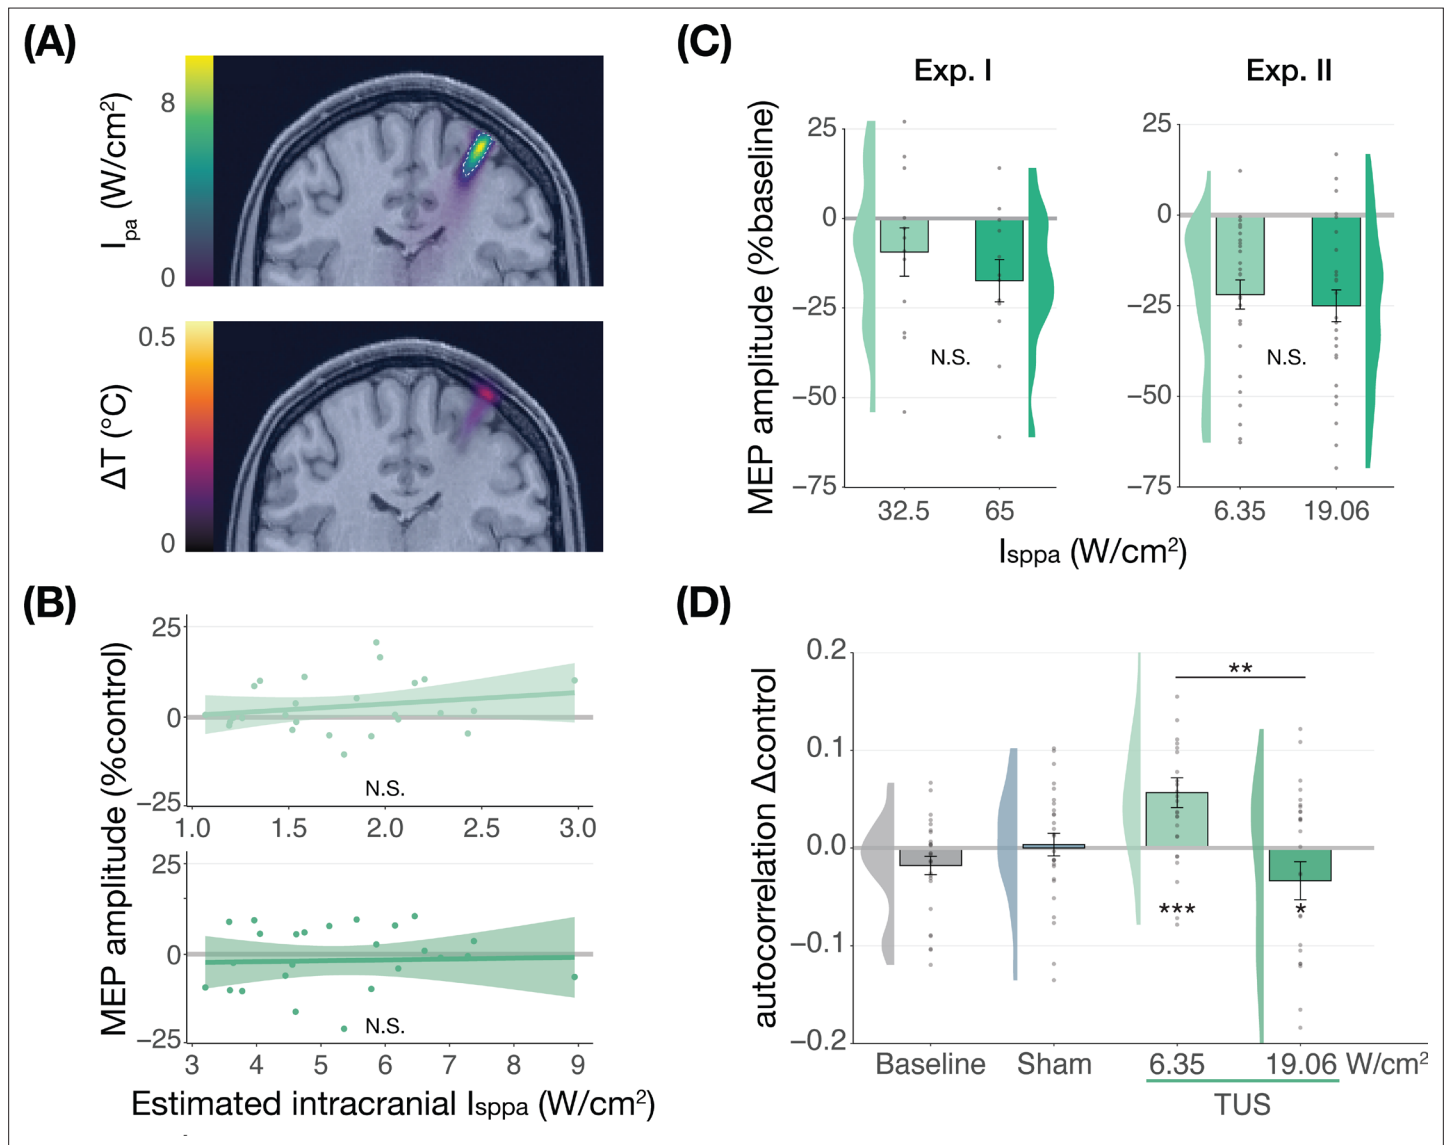 (A)
8
Ipa (W/cm²)
0
0.5
ΔT (°C)
0
(B)
MEP amplitude (%control)
25
0
−25
N.S.
1.0 1.5 2.0 2.5 3.0
25
0
−25
N.S.
3 4 5 6 7 8 9
Estimated intracranial Isppa (W/cm²)
(C)
Exp. I
Exp. II
MEP amplitude (%baseline)
25
0
−25
−50
−75
N.S.
32.5 65
25
0
−25
−50
−75
N.S.
6.35 19.06
Isppa (W/cm²)
(D)
autocorrelation Δcontrol
0.2
0.1
0.0
−0.1
−0.2
**
***
*
Baseline Sham 6.35 19.06 W/cm²
TUS